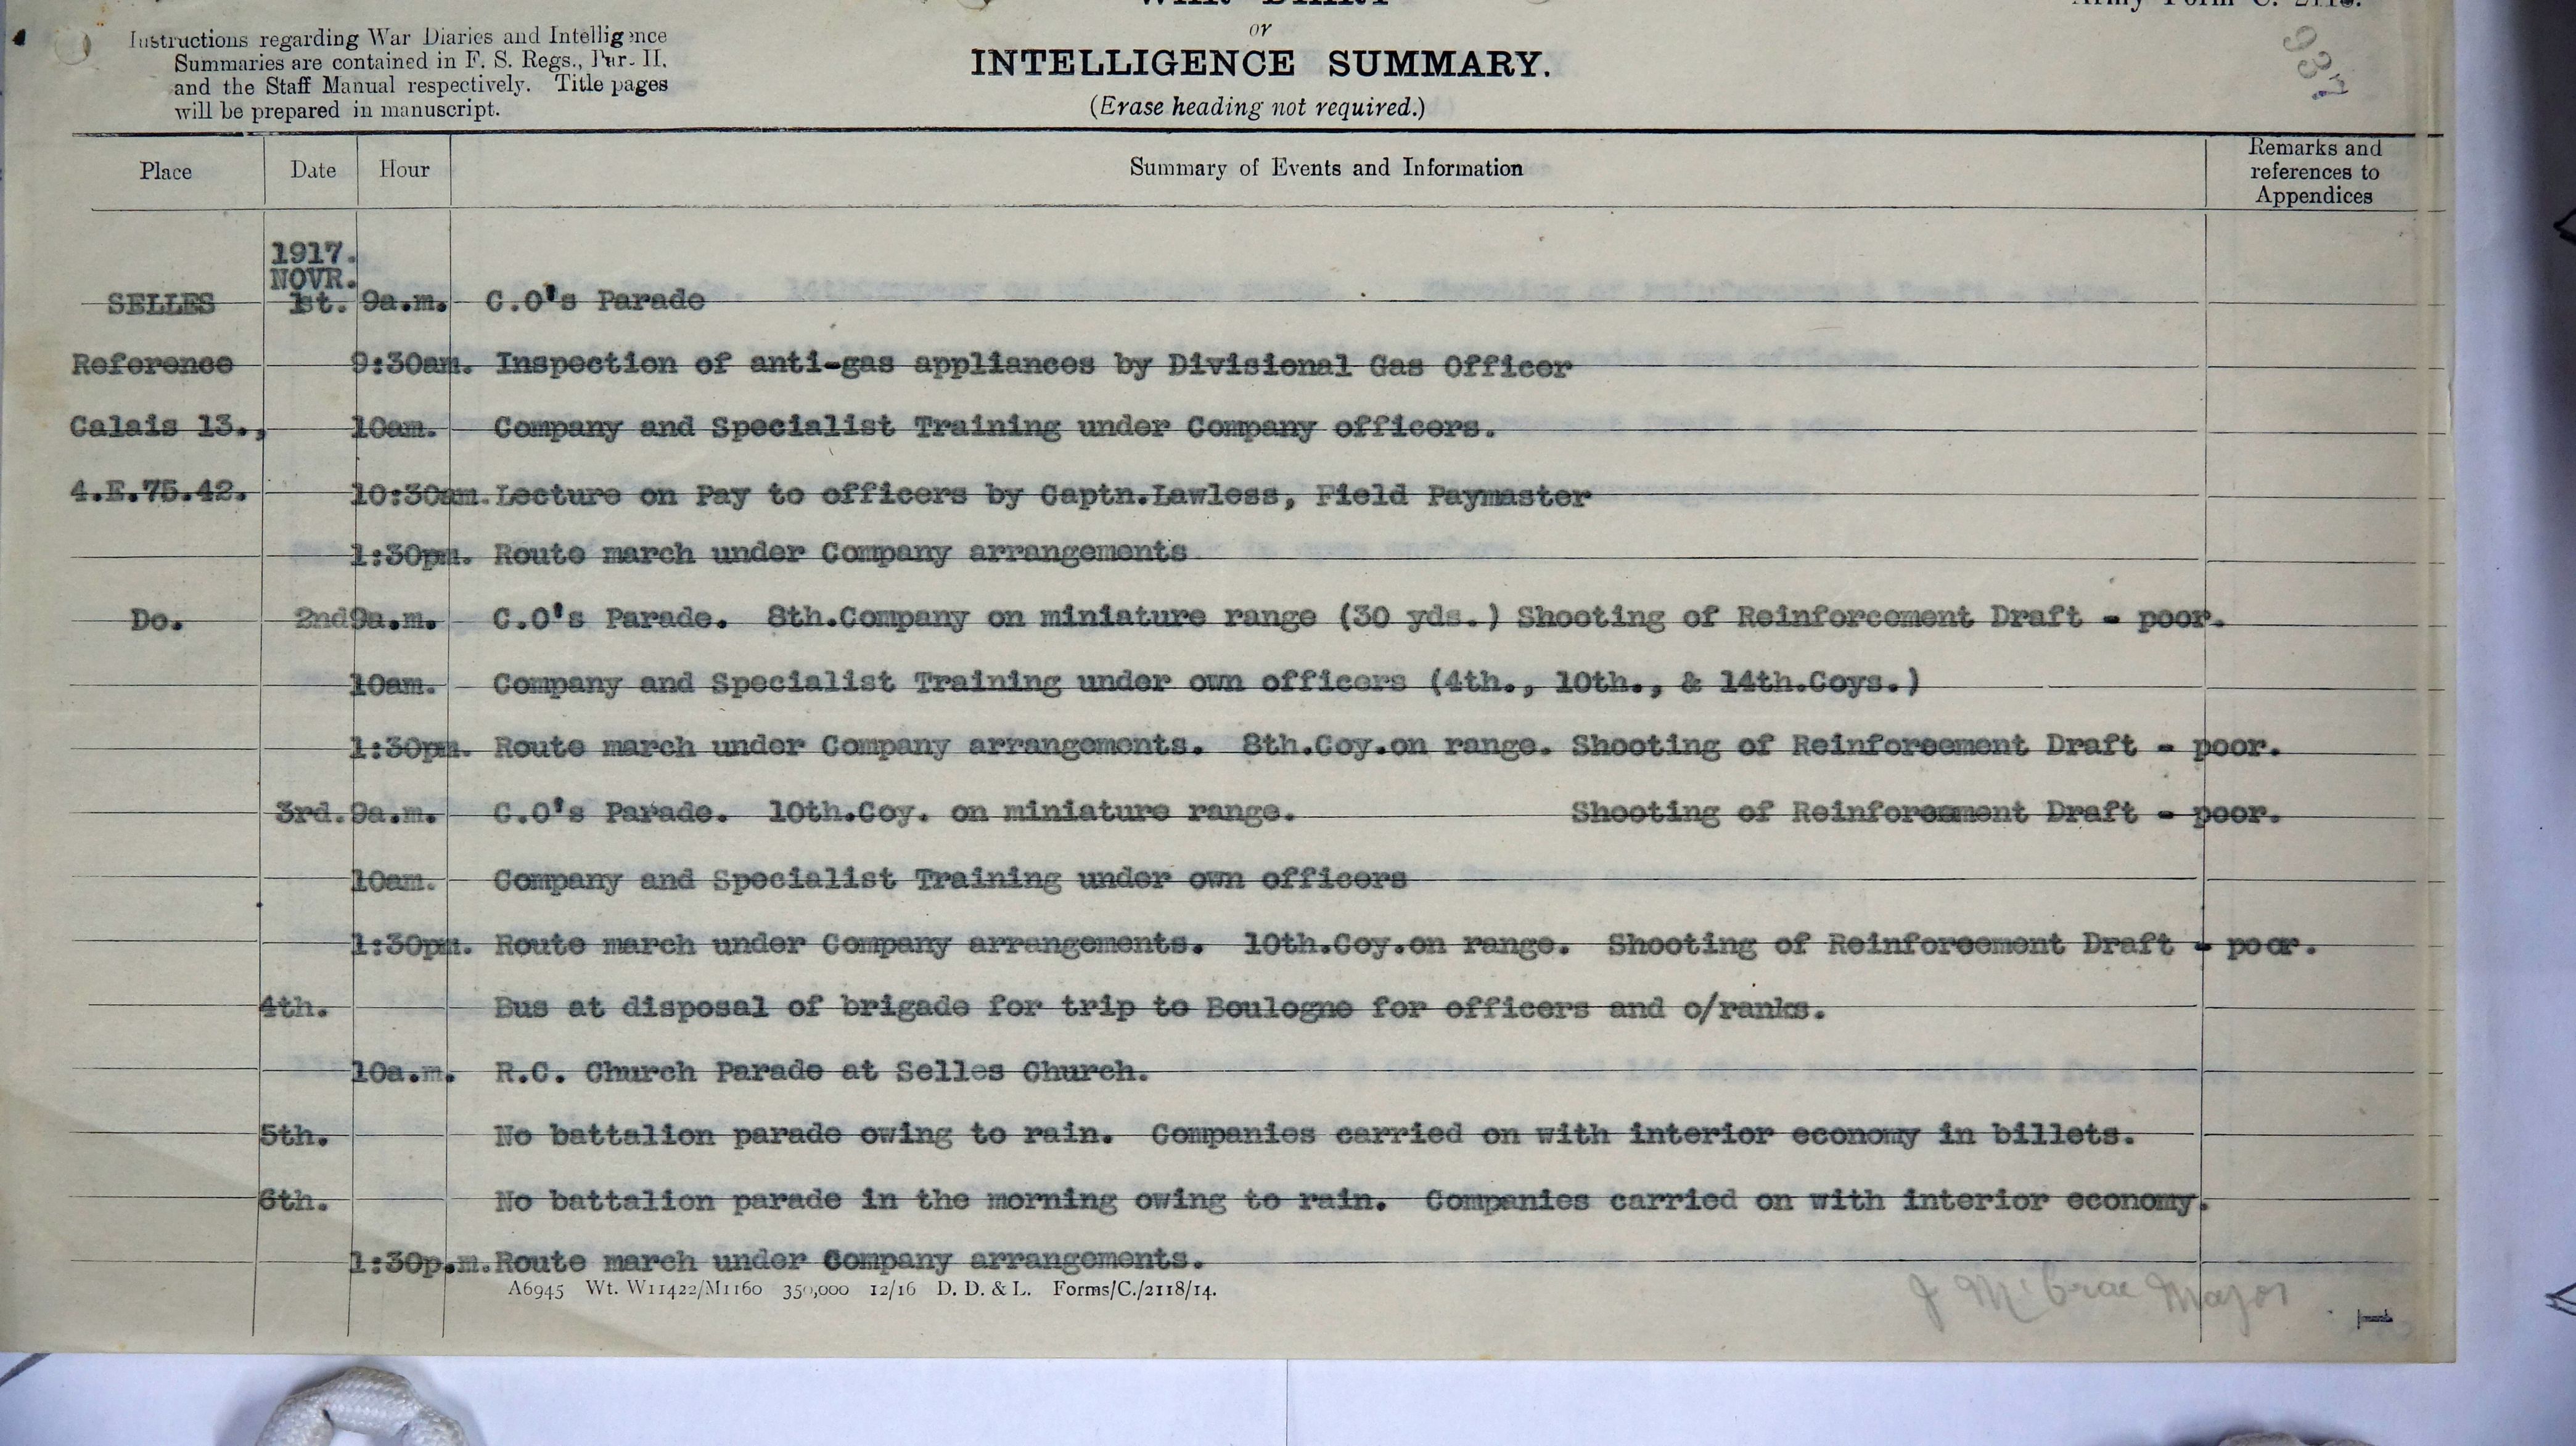 WAR DIARY
Army Form C. 2118.
or
INTELLIGENCE SUMMARY.
(Erase heading not required.)
Instructions regarding War Diaries and Intelligence
Summaries are contained in F. S. Regs., Par. II.
and the Staff Manual respectively. Title pages
will be prepared in manuscript.
Place Date Hour Summary of Events and Information Remarks and references to Appendices
1917.
NOVR.
SELLES 1st. 9a.m. C.O's Parade
Reference 9:30am. Inspection of anti-gas appliances by Divisional Gas Officer
Calais 13., 10am. Company and Specialist Training under Company officers.
4.E.75.42. 10:30am. Lecture on Pay to officers by Captn.Lawless, Field Paymaster
1:30pm. Route march under Company arrangements
Do. 2nd 9a.m. C.O's Parade. 8th.Company on miniature range (30 yds.) Shooting of Reinforcement Draft - poor.
10am. Company and Specialist Training under own officers (4th., 10th., & 14th.Coys.)
1:30pm. Route march under Company arrangements. 8th.Coy.on range. Shooting of Reinforcement Draft - poor.
3rd. 9a.m. C.O's Parade. 10th.Coy. on miniature range. Shooting of Reinforcement Draft - poor.
10am. Company and Specialist Training under own officers
1:30pm. Route march under Company arrangements. 10th.Coy.on range. Shooting of Reinforcement Draft - poor.
4th. Bus at disposal of brigade for trip to Boulogne for officers and o/ranks.
10a.m. R.C. Church Parade at Selles Church.
5th. No battalion parade owing to rain. Companies carried on with interior economy in billets.
6th. No battalion parade in the morning owing to rain. Companies carried on with interior economy.
1:30p.m. Route march under Company arrangements.
A6945 Wt. W11422/M1160 350,000 12/16 D. D. & L. Forms/C./2118/14.
J McCrae Major
1